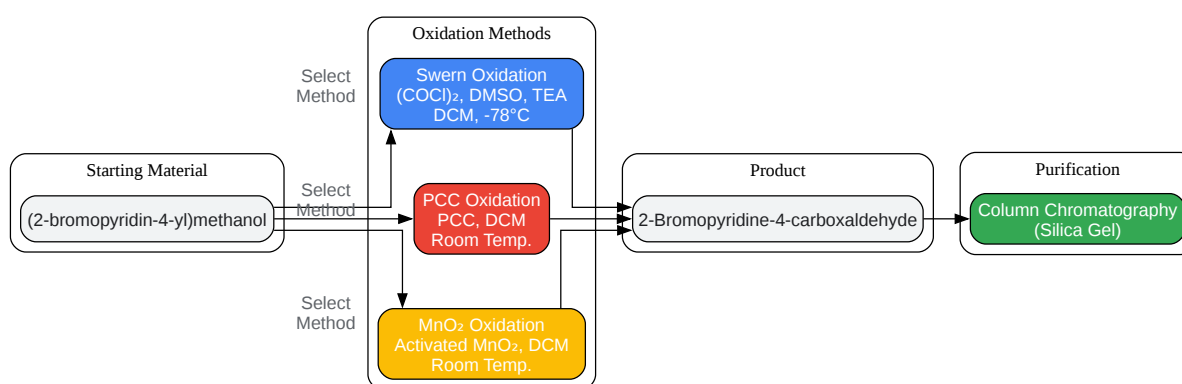 Starting Material
(2-bromopyridin-4-yl)methanol
Select
Method
Select
Method
Select
Method
Oxidation Methods
Swern Oxidation
(COCl)₂, DMSO, TEA
DCM, -78°C
PCC Oxidation
PCC, DCM
Room Temp.
MnO₂ Oxidation
Activated MnO₂, DCM
Room Temp.
Product
2-Bromopyridine-4-carboxaldehyde
Purification
Column Chromatography
(Silica Gel)